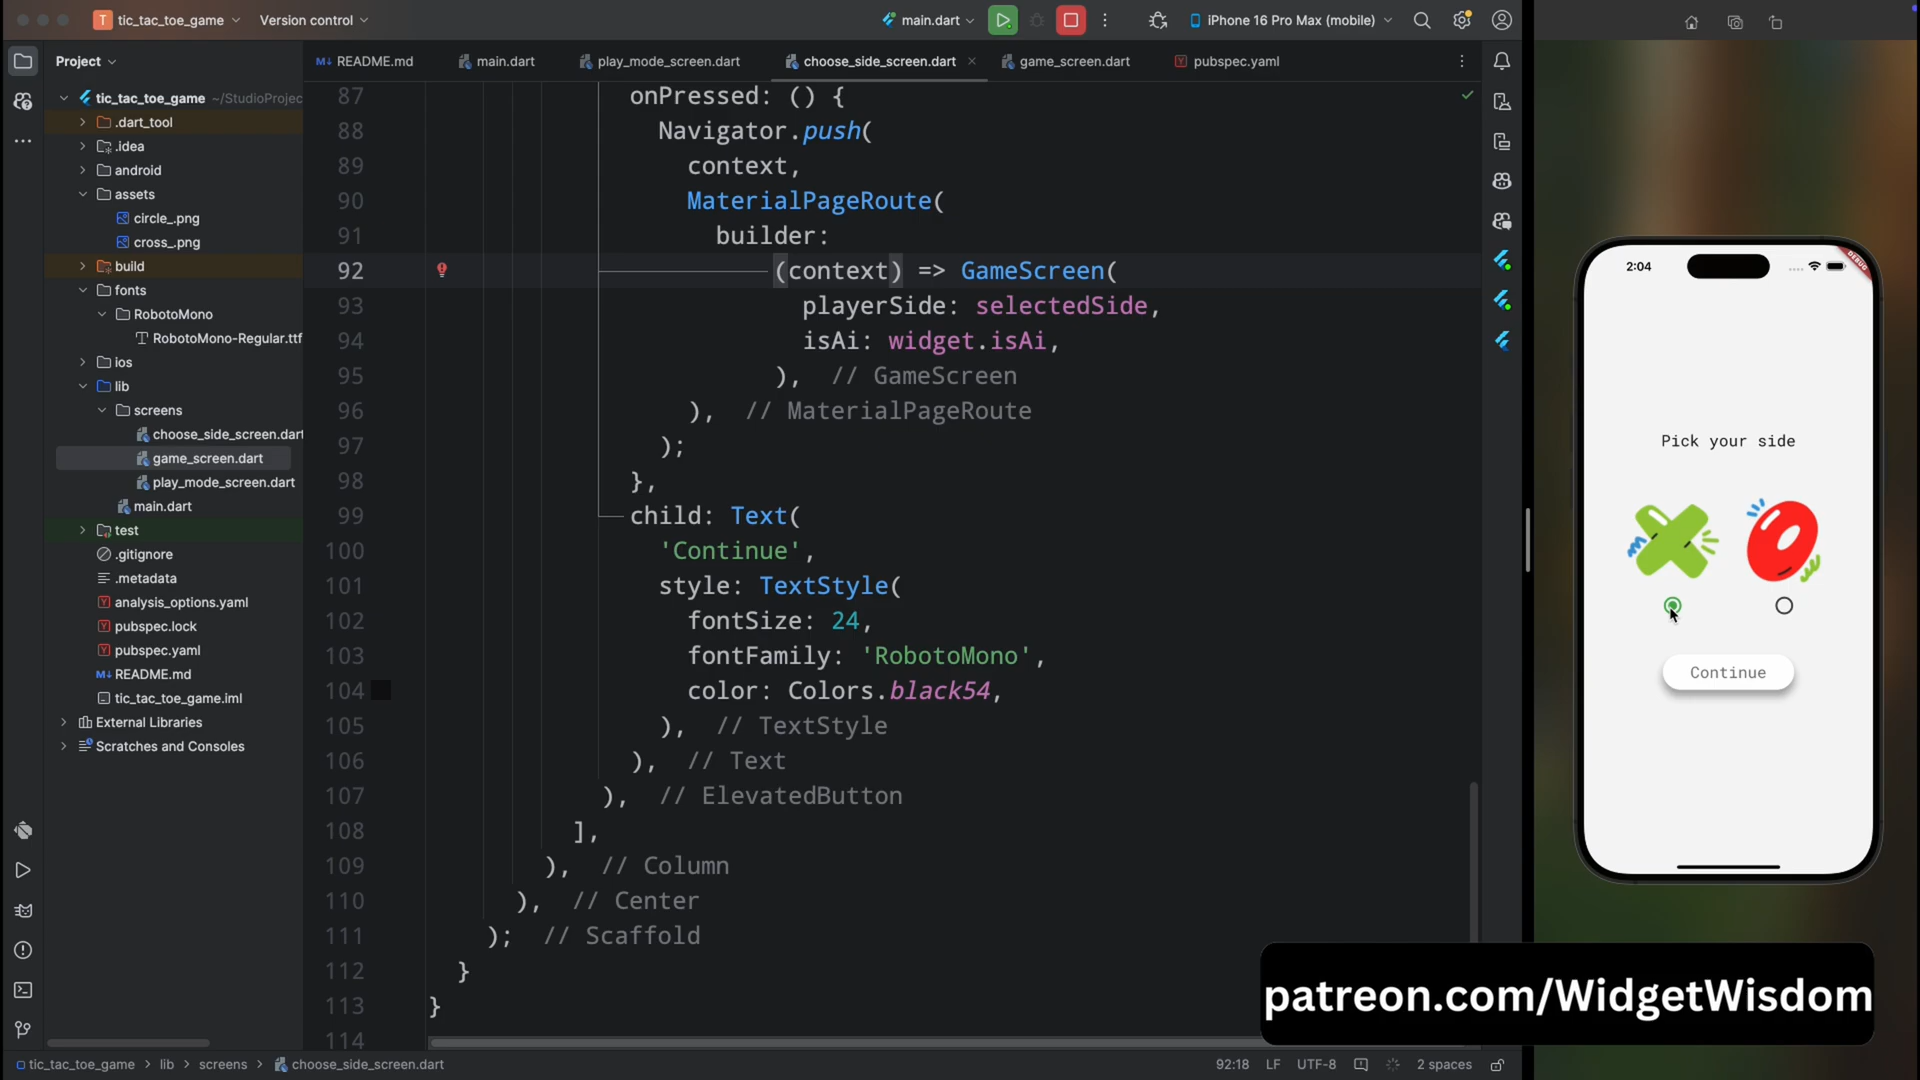 tic_tac_toe_game
Version control
main.dart
iPhone 16 Pro Max (mobile)
Project
README.md
main.dart
play_mode_screen.dart
choose_side_screen.dart
game_screen.dart
pubspec.yaml
tic_tac_toe_game ~/StudioProjec
.dart_tool
.idea
android
assets
circle_.png
cross_.png
build
fonts
RobotoMono
RobotoMono-Regular.ttf
ios
lib
screens
choose_side_screen.dart
game_screen.dart
play_mode_screen.dart
main.dart
test
.gitignore
.metadata
analysis_options.yaml
pubspec.lock
pubspec.yaml
README.md
tic_tac_toe_game.iml
External Libraries
Scratches and Consoles
87 onPressed: () {
88 Navigator.push(
89 context,
90 MaterialPageRoute(
91 builder:
92 (context) => GameScreen(
93 playerSide: selectedSide,
94 isAi: widget.isAi,
95 ), // GameScreen
96 ), // MaterialPageRoute
97 );
98 },
99 child: Text(
100 'Continue',
101 style: TextStyle(
102 fontSize: 24,
103 fontFamily: 'RobotoMono',
104 color: Colors.black54,
105 ), // TextStyle
106 ), // Text
107 ), // ElevatedButton
108 ],
109 ), // Column
110 ), // Center
111 ); // Scaffold
112 }
113 }
114
2:04
DEBUG
Pick your side
Continue
patreon.com/WidgetWisdom
tic_tac_toe_game > lib > screens > choose_side_screen.dart
92:18 LF UTF-8 2 spaces